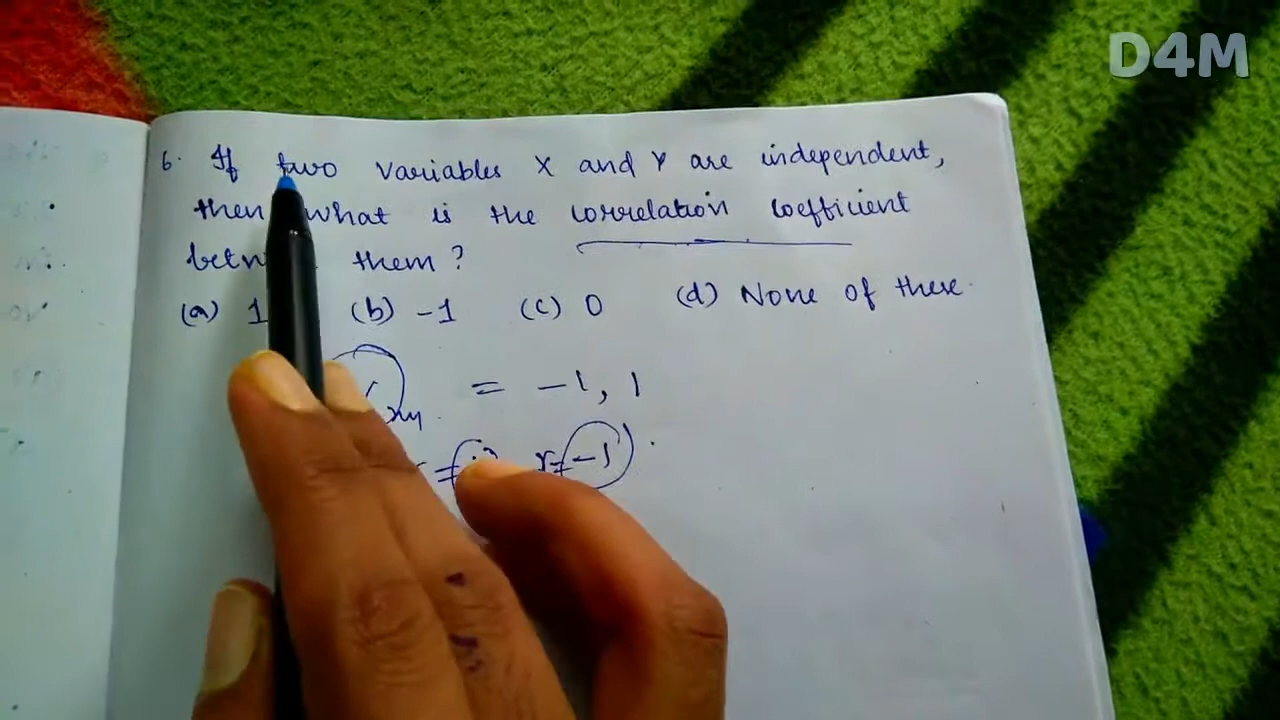 D4M
6. If two variables X and Y are independent,
then what is the correlation coefficient
them?
(a) 1 (b) -1 (c) 0 (d) None of these.
= -1, 1
r= -1)